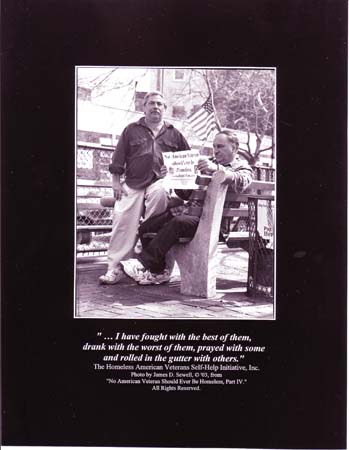 No American Veteran
should ever be
Homeless.
" ... I have fought with the best of them,
drank with the worst of them, prayed with some
and rolled in the gutter with others."
The Homeless American Veterans Self-Help Initiative, Inc.
Photo by James D. Sewell, © '03, from
"No American Veteran Should Ever Be Homeless, Part IV."
All Rights Reserved.